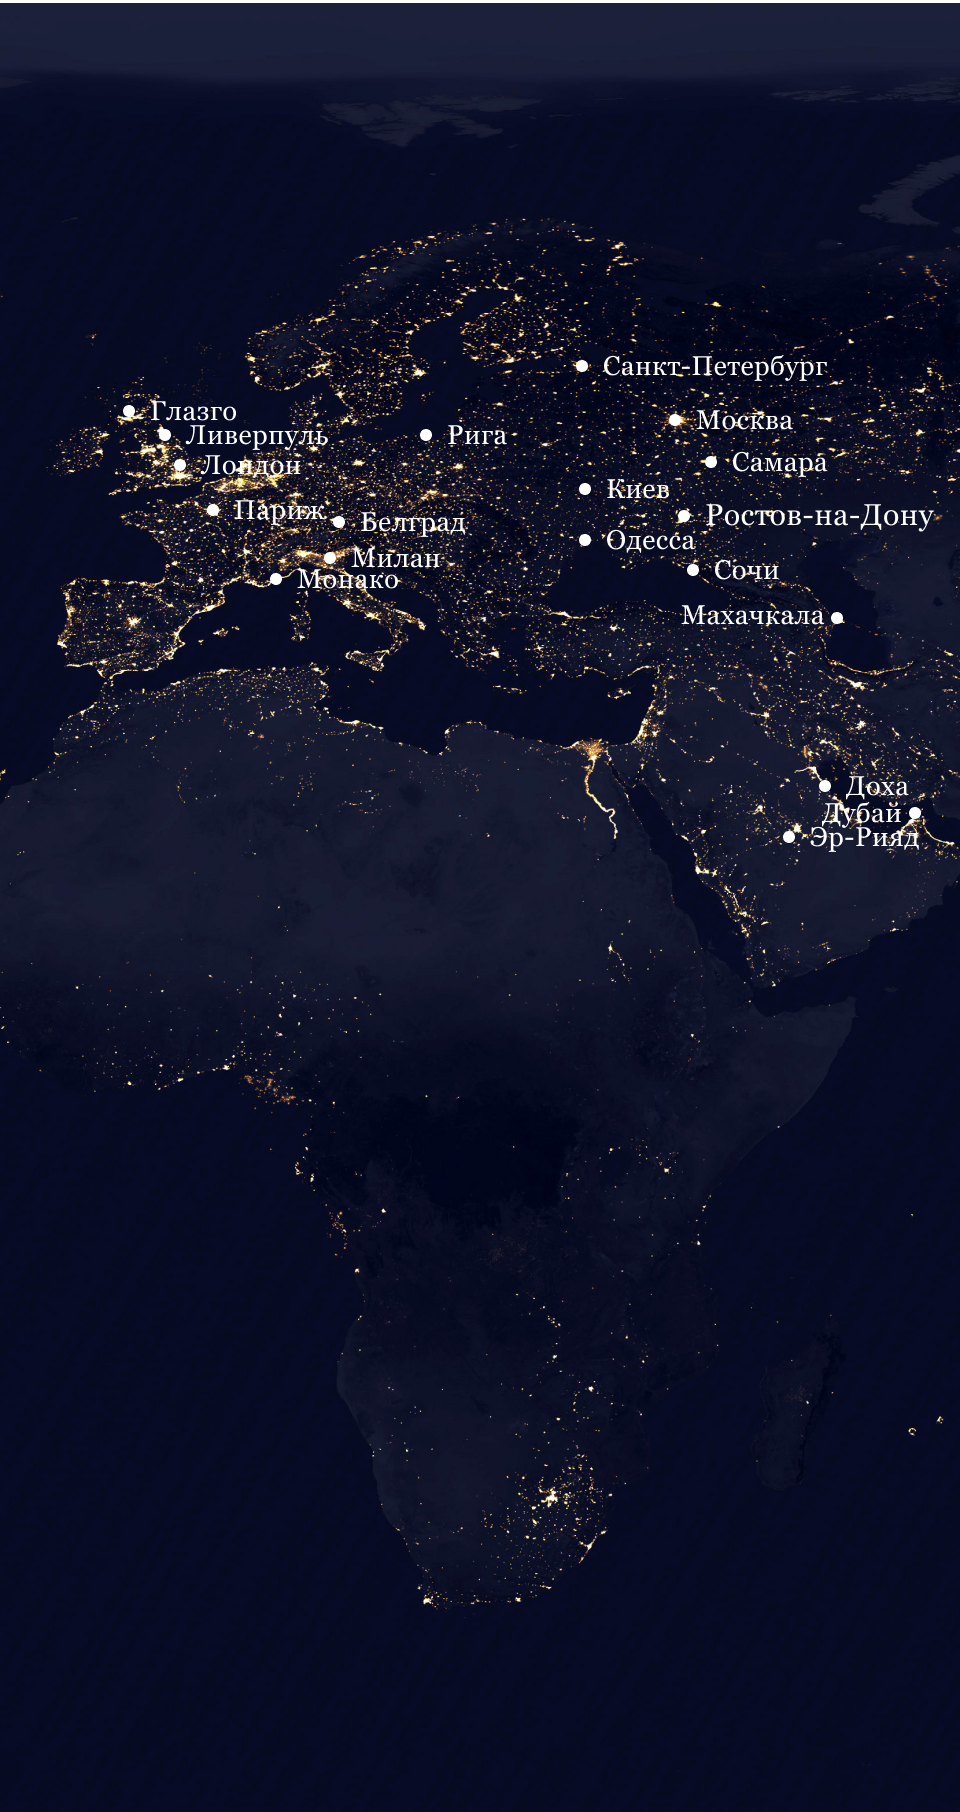 Санкт-Петербург
Глазго
Москва
Ливерпуль
Рига
Самара
Лондон
Киев
Париж
Ростов-на-Дону
Белград
Одесса
Милан
Сочи
Монако
Махачкала
Доха
Дубай
Эр-Рияд